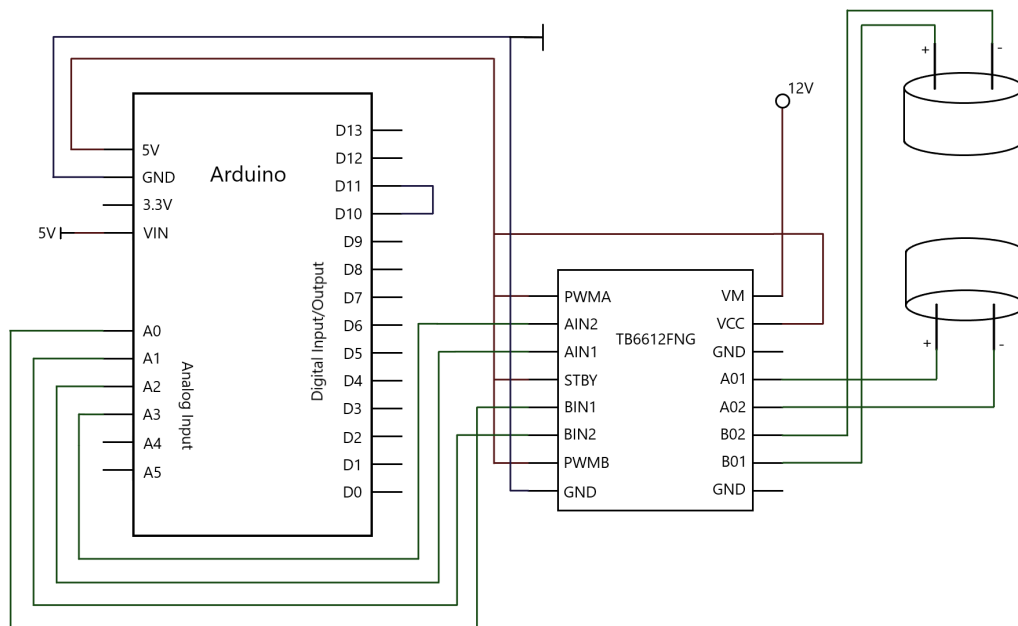 12V
+
-
D13
5V
D12
Arduino
GND
D11
3.3V
D10
5V
VIN
D9
D8
D7
Digital Input/Output
D6
D5
D4
D3
D2
D1
D0
A0
A1
A2
A3
A4
A5
Analog Input
PWMA
AIN2
AIN1
STBY
BIN1
BIN2
PWMB
GND
TB6612FNG
VM
VCC
GND
A01
A02
B02
B01
GND
+
-